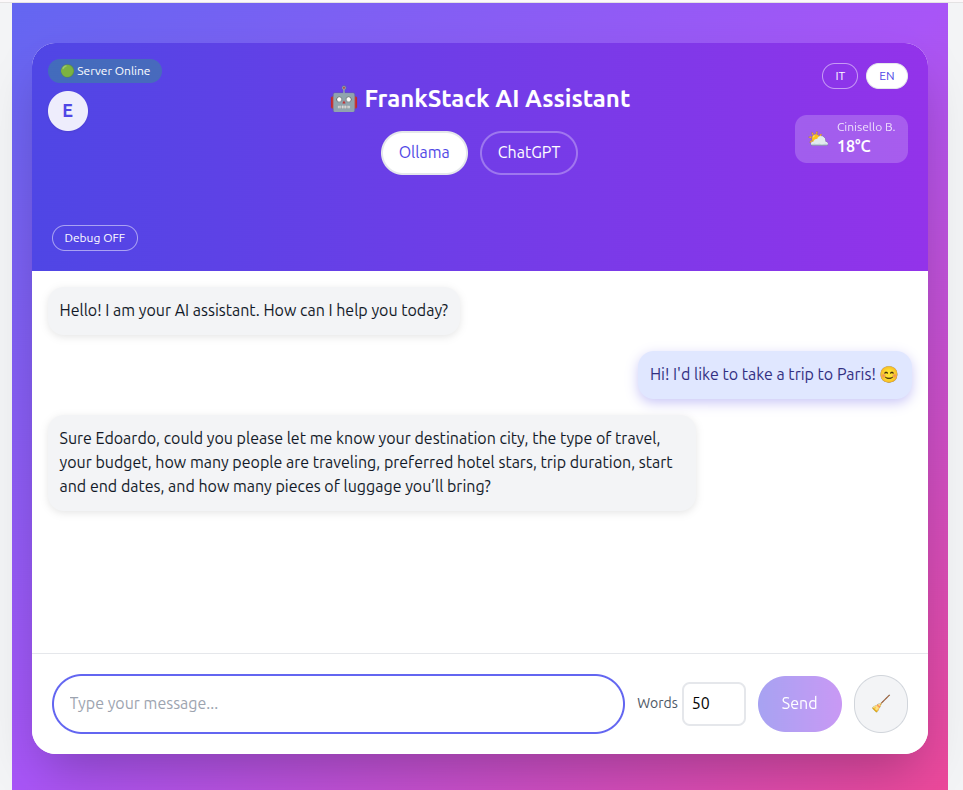 🟢 Server Online
E
🤖 FrankStack AI Assistant
IT
EN
Ollama
ChatGPT
Cinisello B.
18°C
Debug OFF
Hello! I am your AI assistant. How can I help you today?
Hi! I'd like to take a trip to Paris! 😊
Sure Edoardo, could you please let me know your destination city, the type of travel,
your budget, how many people are traveling, preferred hotel stars, trip duration, start
and end dates, and how many pieces of luggage you’ll bring?
Type your message...
Words
50
Send